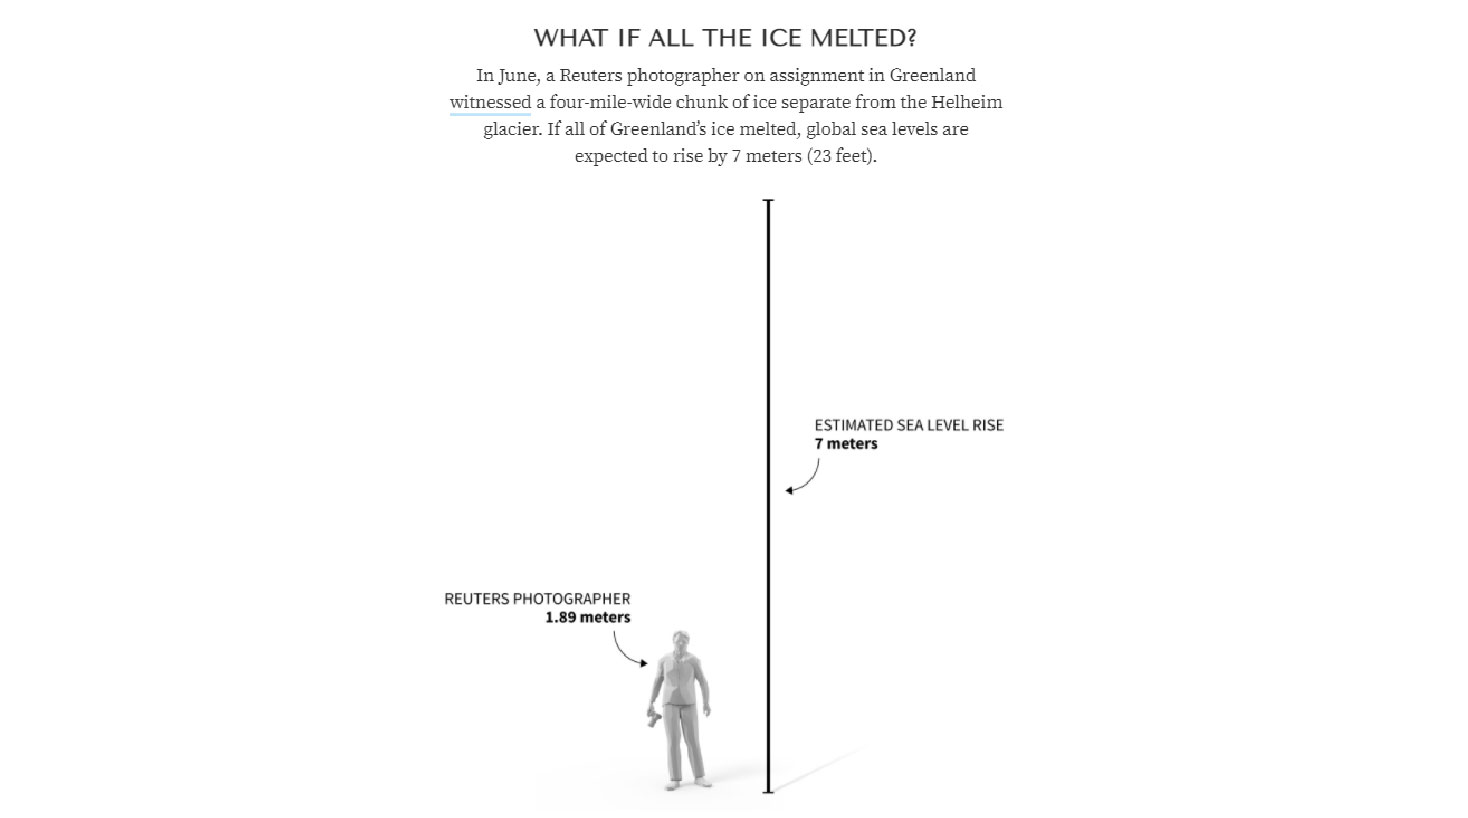 WHAT IF ALL THE ICE MELTED?
In June, a Reuters photographer on assignment in Greenland
witnessed a four-mile-wide chunk of ice separate from the Helheim
glacier. If all of Greenland’s ice melted, global sea levels are
expected to rise by 7 meters (23 feet).
ESTIMATED SEA LEVEL RISE
7 meters
REUTERS PHOTOGRAPHER
1.89 meters